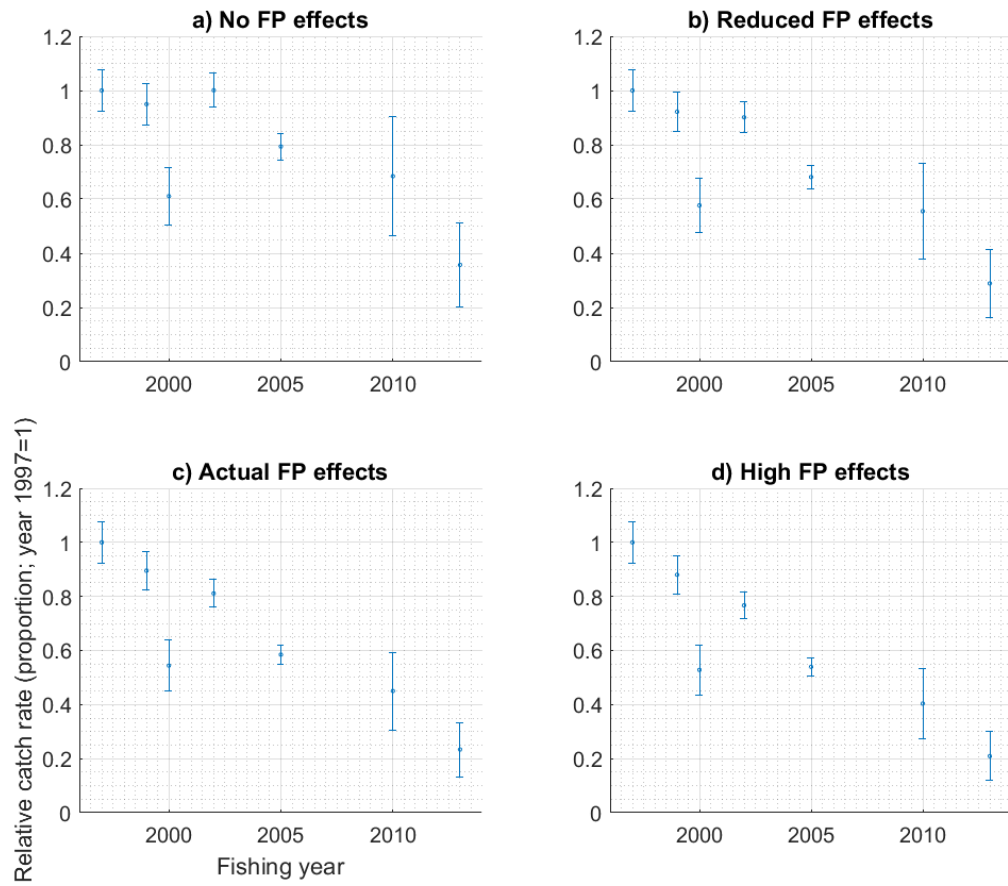 a) No FP effects
1.2
1
0.8
0.6
0.4
0.2
0
2000 2005 2010
b) Reduced FP effects
1.2
1
0.8
0.6
0.4
0.2
0
2000 2005 2010
Relative catch rate (proportion; year 1997=1)
c) Actual FP effects
1.2
1
0.8
0.6
0.4
0.2
0
2000 2005 2010
Fishing year
d) High FP effects
1.2
1
0.8
0.6
0.4
0.2
0
2000 2005 2010